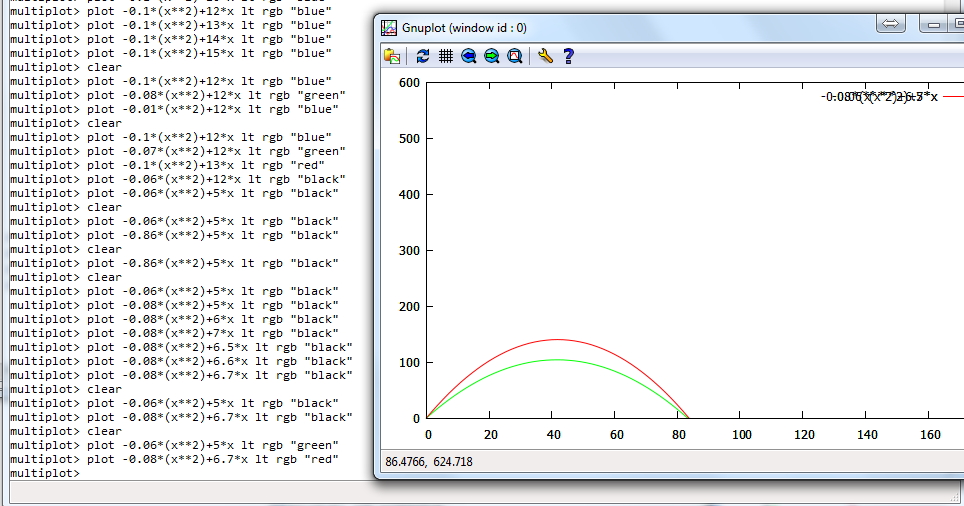 multiplot> plot -0.1*(x**2)+12*x lt rgb "blue"
multiplot> plot -0.1*(x**2)+13*x lt rgb "blue"
multiplot> plot -0.1*(x**2)+14*x lt rgb "blue"
multiplot> plot -0.1*(x**2)+15*x lt rgb "blue"
multiplot> clear
multiplot> plot -0.1*(x**2)+12*x lt rgb "blue"
multiplot> plot -0.08*(x**2)+12*x lt rgb "green"
multiplot> plot -0.01*(x**2)+12*x lt rgb "blue"
multiplot> clear
multiplot> plot -0.1*(x**2)+12*x lt rgb "blue"
multiplot> plot -0.07*(x**2)+12*x lt rgb "green"
multiplot> plot -0.1*(x**2)+13*x lt rgb "red"
multiplot> plot -0.06*(x**2)+12*x lt rgb "black"
multiplot> plot -0.06*(x**2)+5*x lt rgb "black"
multiplot> clear
multiplot> plot -0.06*(x**2)+5*x lt rgb "black"
multiplot> plot -0.86*(x**2)+5*x lt rgb "black"
multiplot> clear
multiplot> plot -0.86*(x**2)+5*x lt rgb "black"
multiplot> clear
multiplot> plot -0.06*(x**2)+5*x lt rgb "black"
multiplot> plot -0.08*(x**2)+5*x lt rgb "black"
multiplot> plot -0.08*(x**2)+6*x lt rgb "black"
multiplot> plot -0.08*(x**2)+7*x lt rgb "black"
multiplot> plot -0.08*(x**2)+6.5*x lt rgb "black"
multiplot> plot -0.08*(x**2)+6.6*x lt rgb "black"
multiplot> plot -0.08*(x**2)+6.7*x lt rgb "black"
multiplot> clear
multiplot> plot -0.06*(x**2)+5*x lt rgb "black"
multiplot> plot -0.08*(x**2)+6.7*x lt rgb "black"
multiplot> clear
multiplot> plot -0.06*(x**2)+5*x lt rgb "green"
multiplot> plot -0.08*(x**2)+6.7*x lt rgb "red"
multiplot>
Gnuplot (window id : 0)
600
500
400
300
200
100
0
0 20 40 60 80 100 120 140 160
86.4766, 624.718